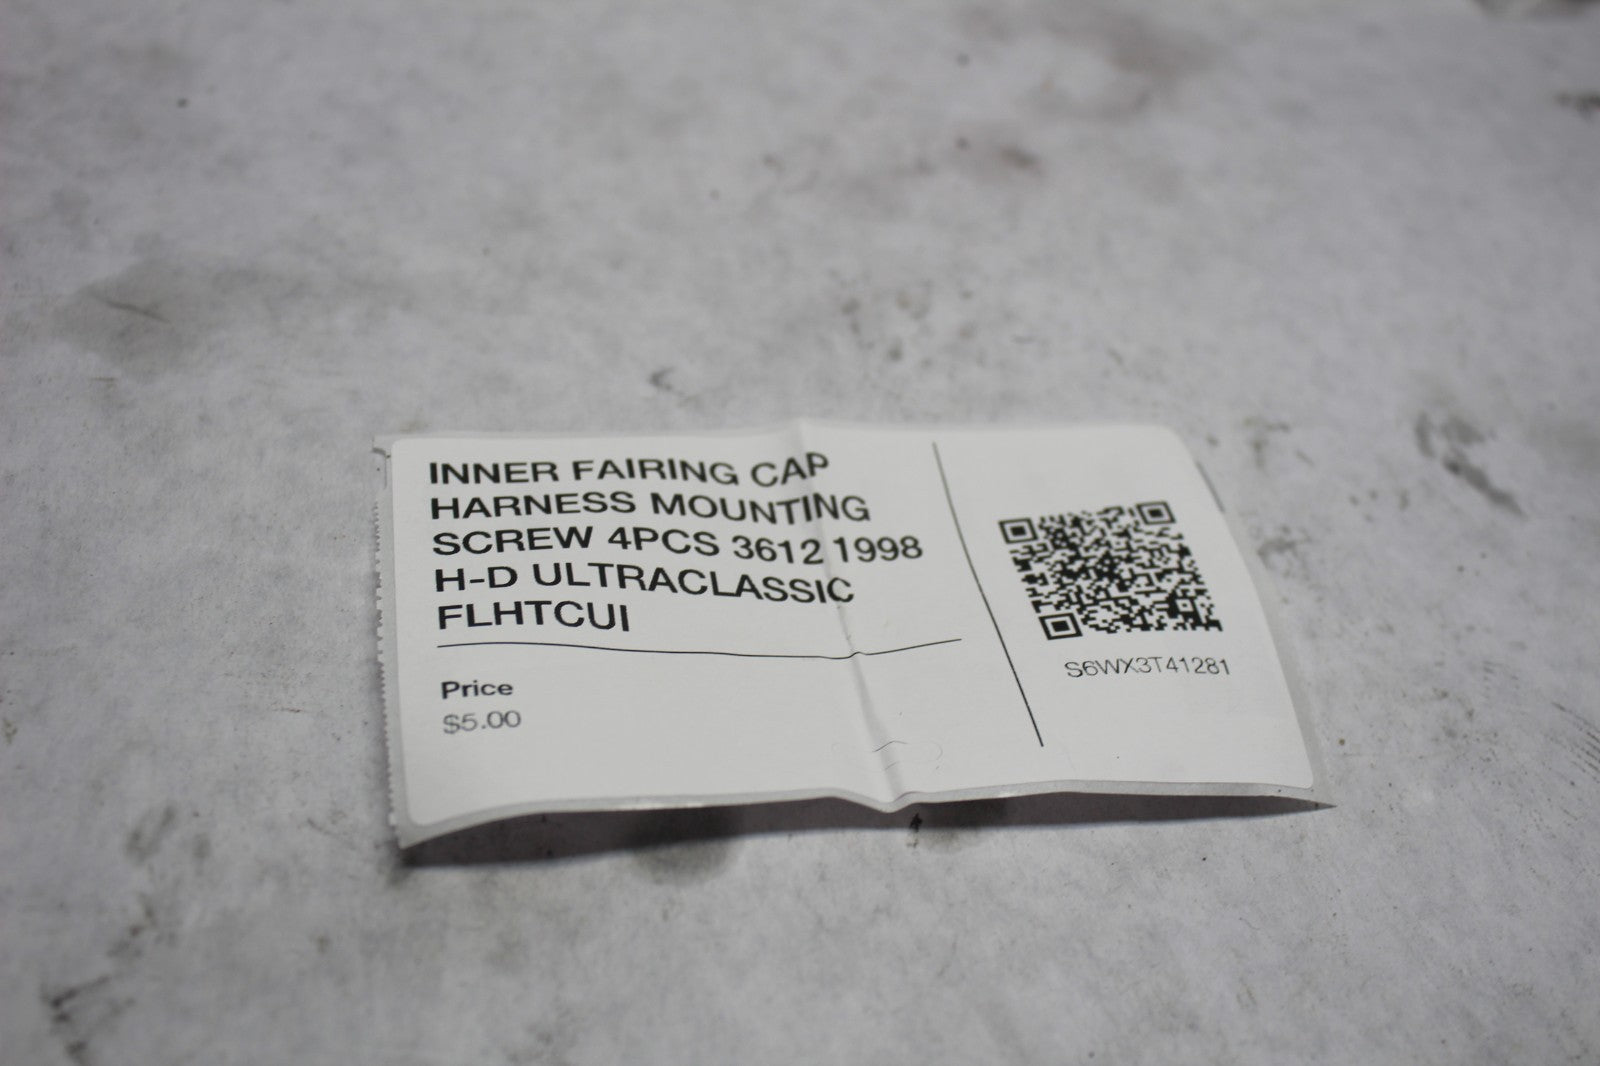 INNER FAIRING CAP
HARNESS MOUNTING
SCREW 4PCS 3612 1998
H-D ULTRACLASSIC
FLHTCUI
Price
$5.00
S6WX3T41281